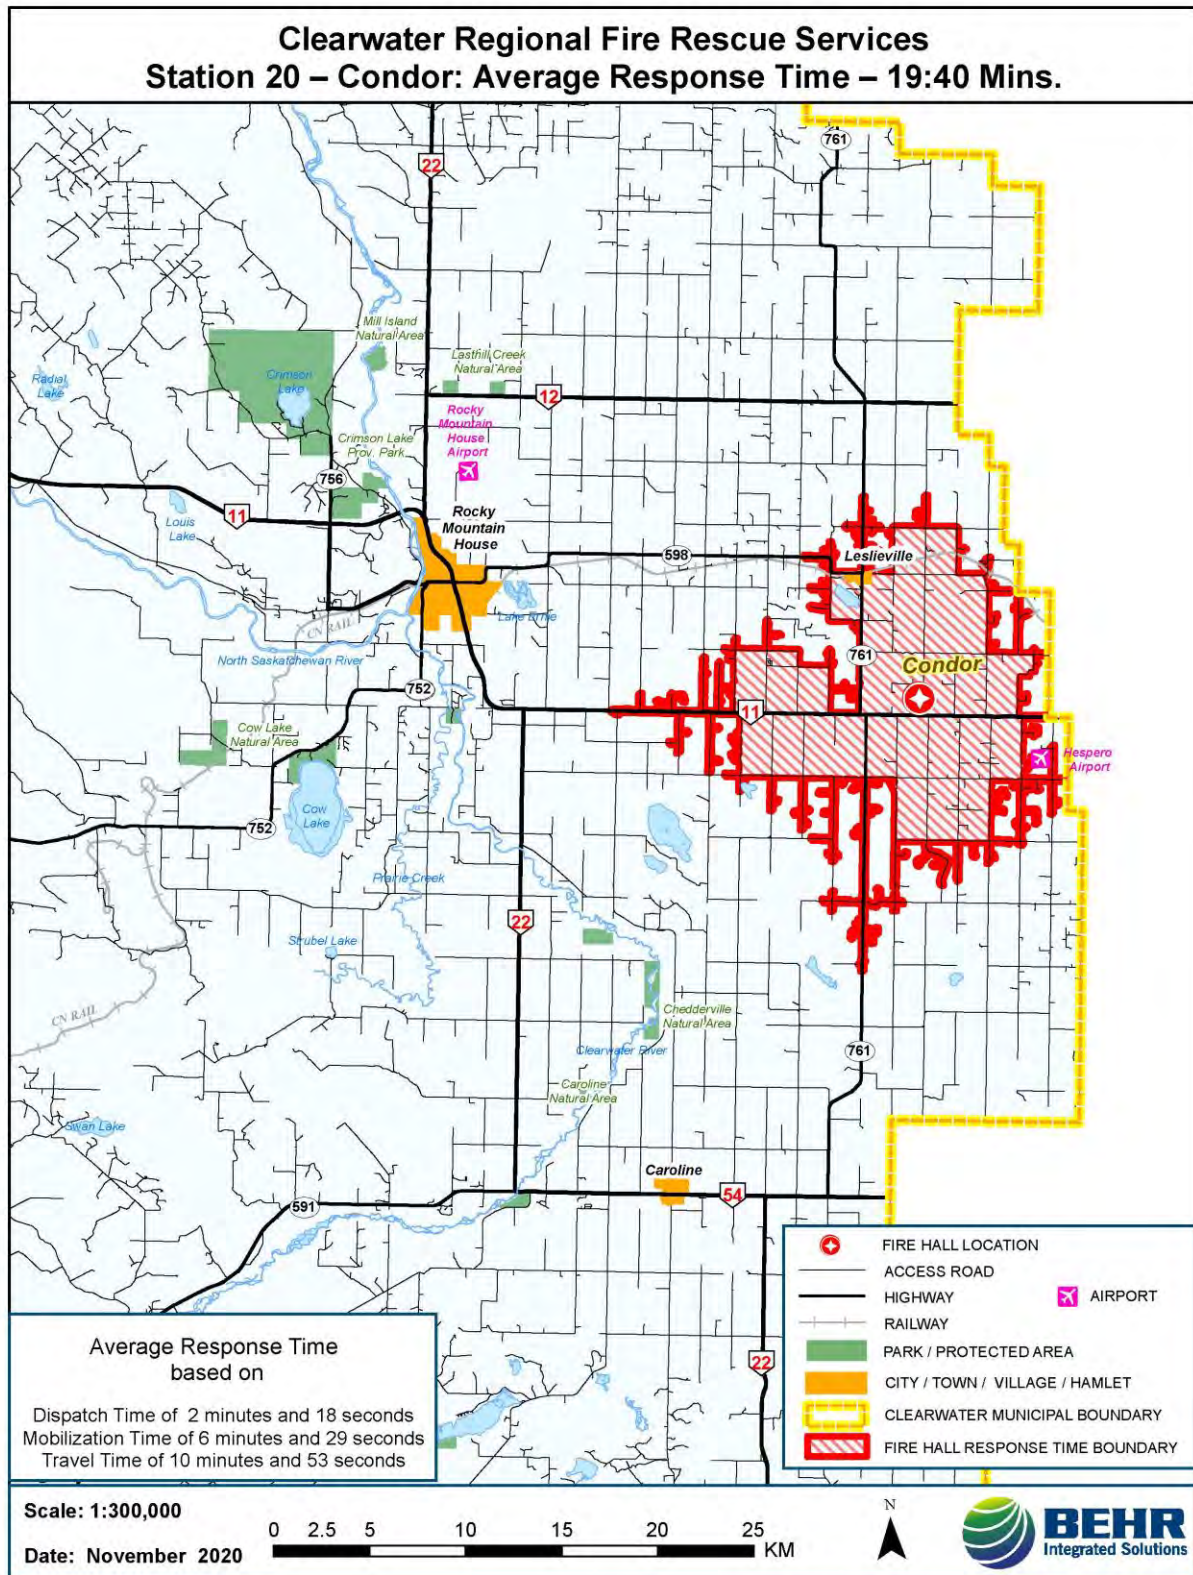 Clearwater Regional Fire Rescue Services
Station 20 – Condor: Average Response Time – 19:40 Mins.
761
22
Mill Island
Natural Area
Lasthill Creek
Natural Area
Radial
Lake
Crimson
Lake
12
Rocky
Mountain
House
Airport
Crimson Lake
Prov. Park
756
11
Louis
Lake
Rocky
Mountain
House
598
Leslieville
Lake Ernie
CN RAIL
North Saskatchewan River
761
Condor
752
11
Cow Lake
Natural Area
Hespero
Airport
Cow
Lake
752
Prairie Creek
22
Strubel Lake
CN RAIL
Chedderville
Natural Area
Clearwater River
761
Caroline
Natural Area
Swan Lake
Caroline
54
591
22
FIRE HALL LOCATION
ACCESS ROAD
HIGHWAY
AIRPORT
RAILWAY
PARK / PROTECTED AREA
CITY / TOWN / VILLAGE / HAMLET
CLEARWATER MUNICIPAL BOUNDARY
FIRE HALL RESPONSE TIME BOUNDARY
Average Response Time
based on
Dispatch Time of 2 minutes and 18 seconds
Mobilization Time of 6 minutes and 29 seconds
Travel Time of 10 minutes and 53 seconds
Scale: 1:300,000
Date: November 2020
0 2.5 5 10 15 20 25 KM
N
BEHR
Integrated Solutions